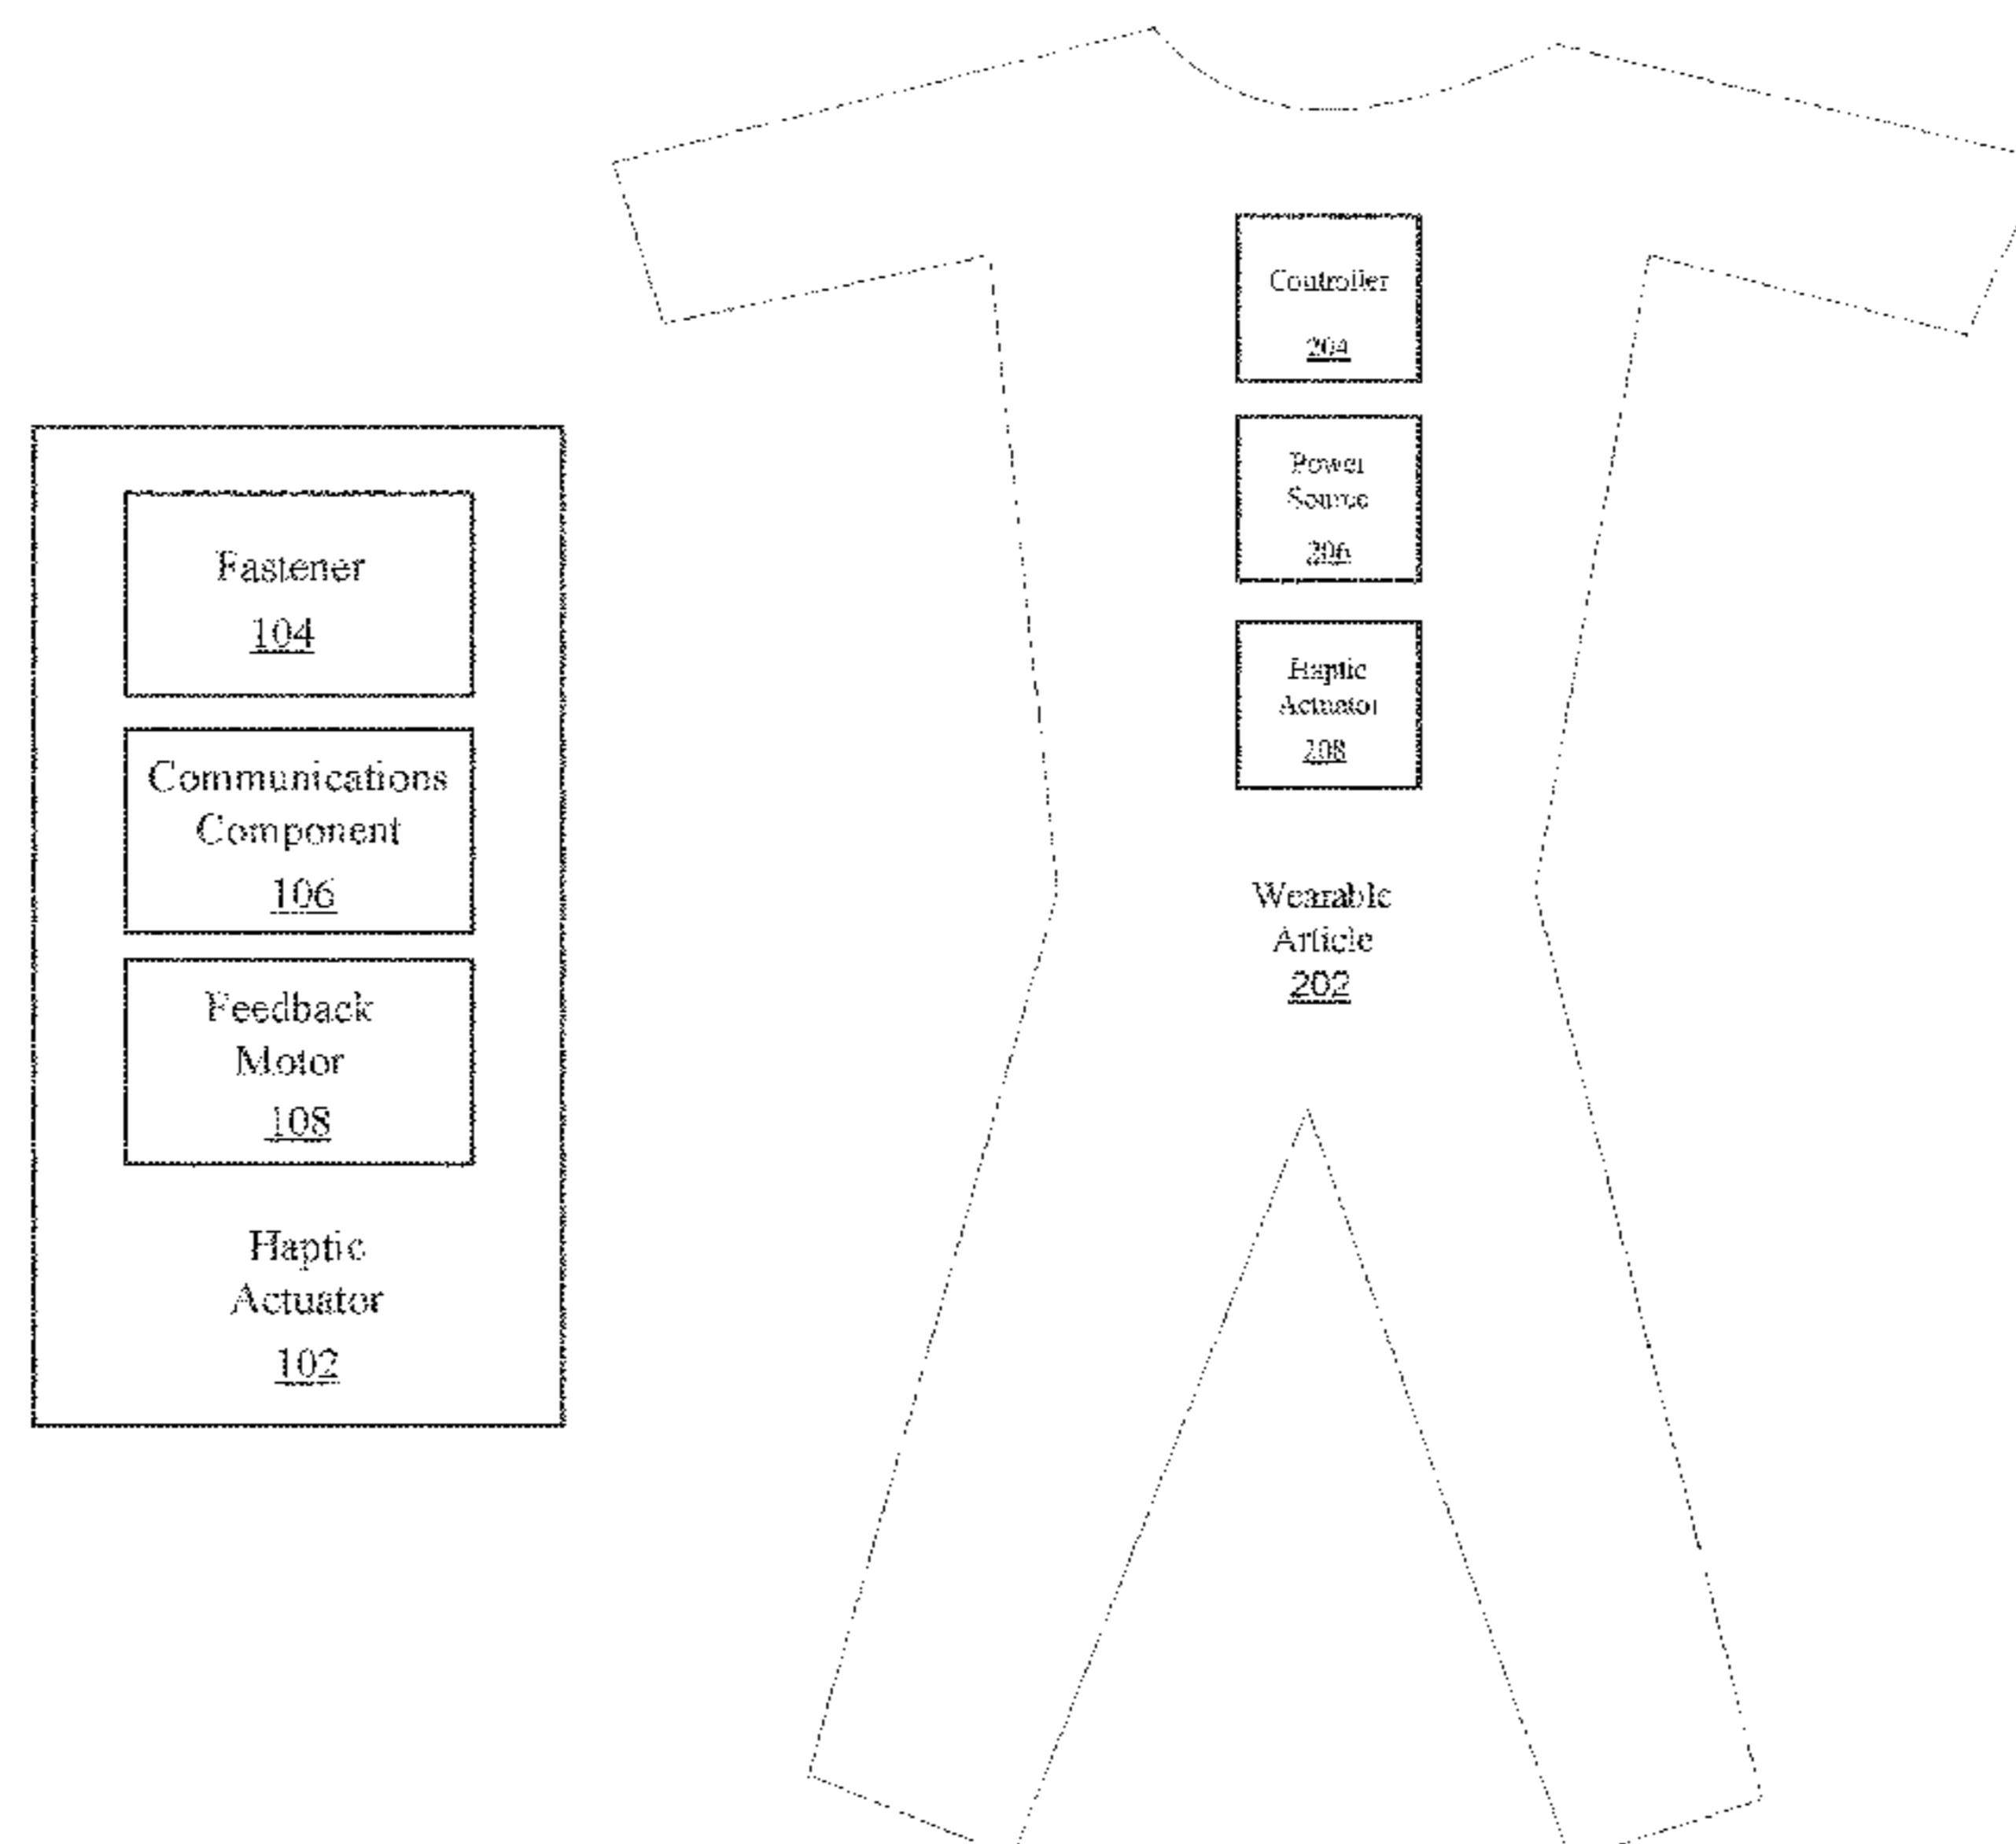 Fastener
104
Communications
Component
106
Feedback
Motor
108
Haptic
Actuator
102
Controller
204
Power
Source
206
Haptic
Actuator
208
Wearable
Article
202